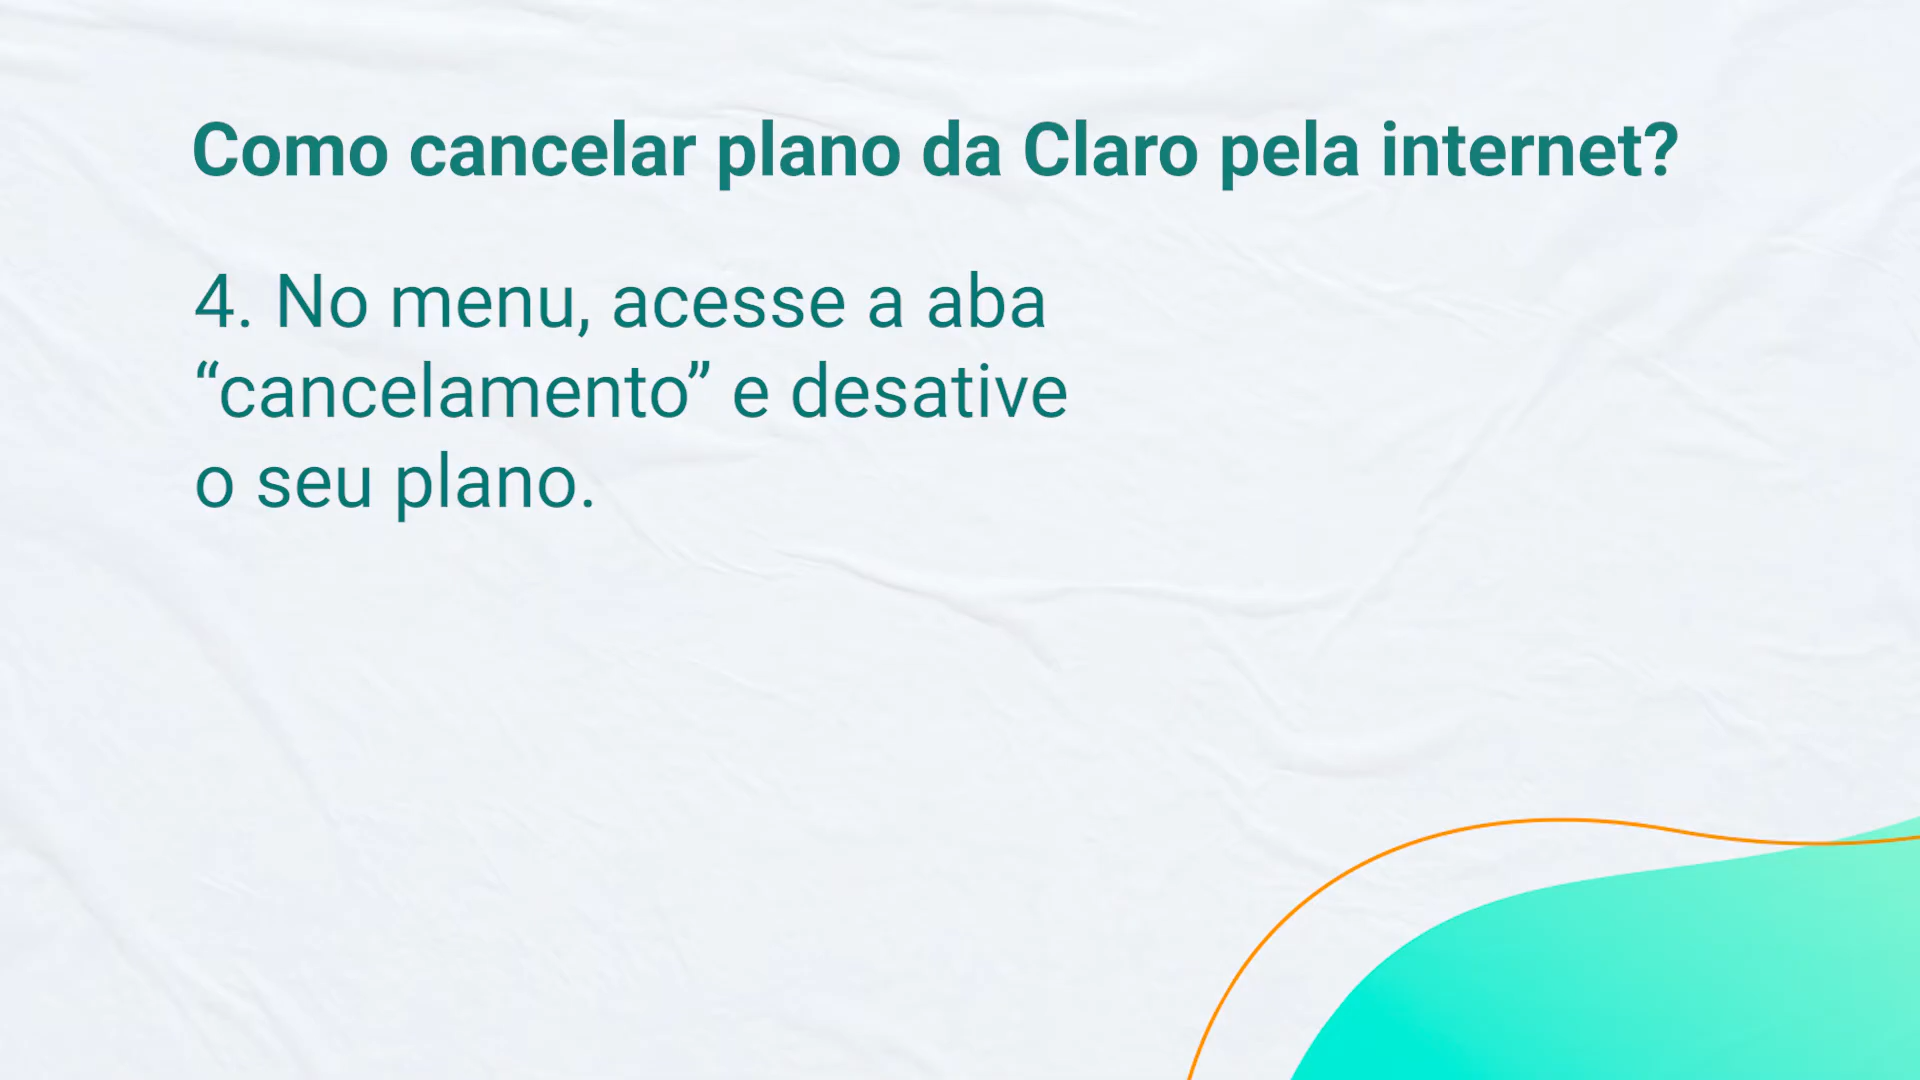 Como cancelar plano da Claro pela internet?
4. No menu, acesse a aba
“cancelamento” e desative
o seu plano.